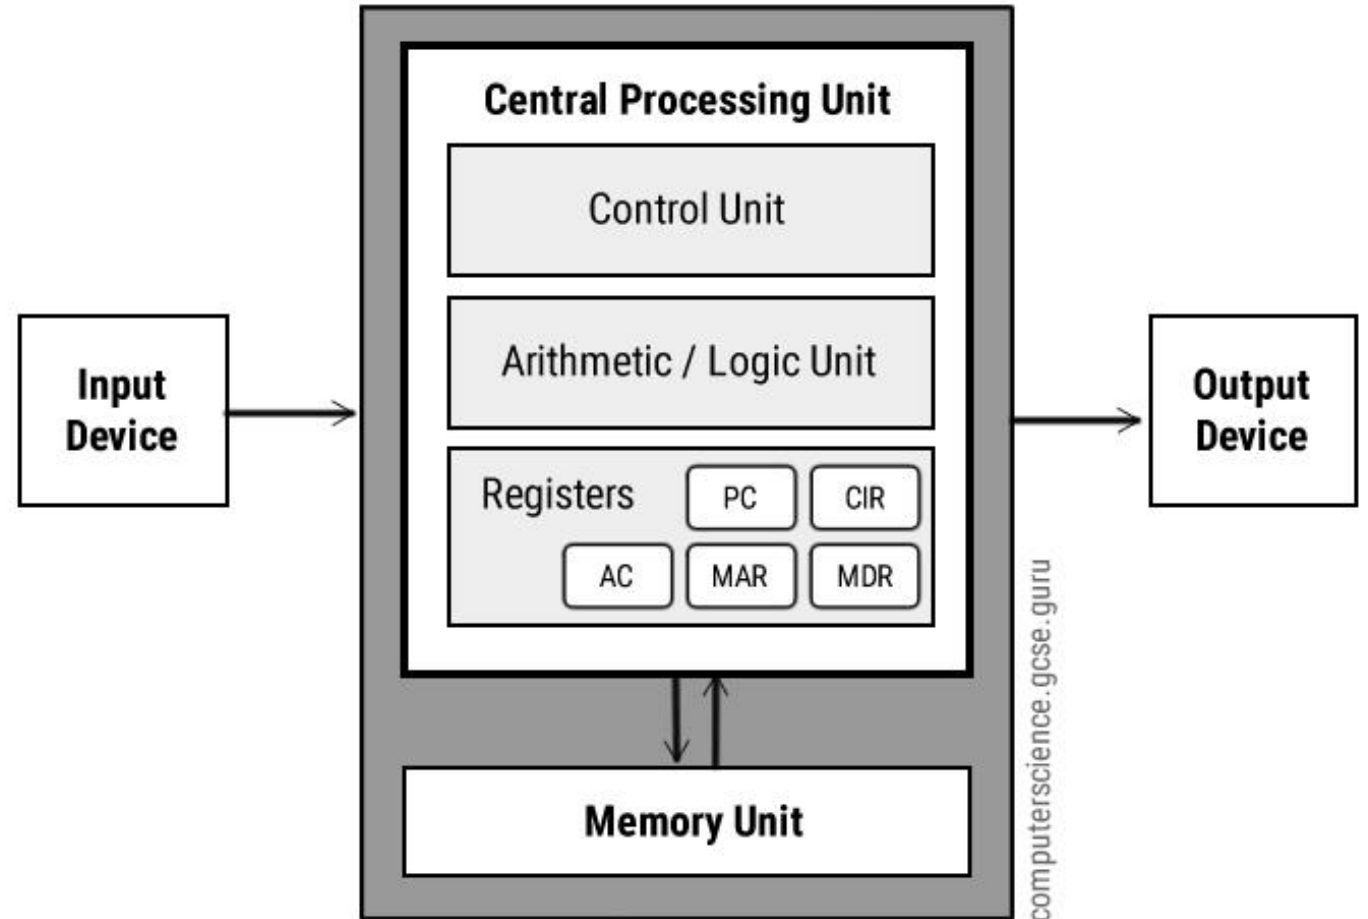 Central Processing Unit
Control Unit
Arithmetic / Logic Unit
Input
Device
Output
Device
Registers
PC
CIR
AC
MAR
MDR
Memory Unit
computerscience.gcse.guru